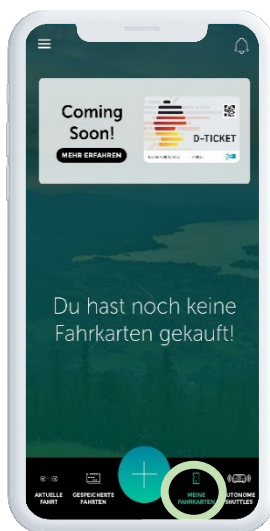 Coming
Soon!
MEHR ERFAHREN
D-TICKET
Du hast noch keine
Fahrkarten gekauft!
AKTUELLE
FAHRT
GESPEICHERTE
FAHRTEN
MEINE
FAHRKARTEN
AUTONOME
SHUTTLES